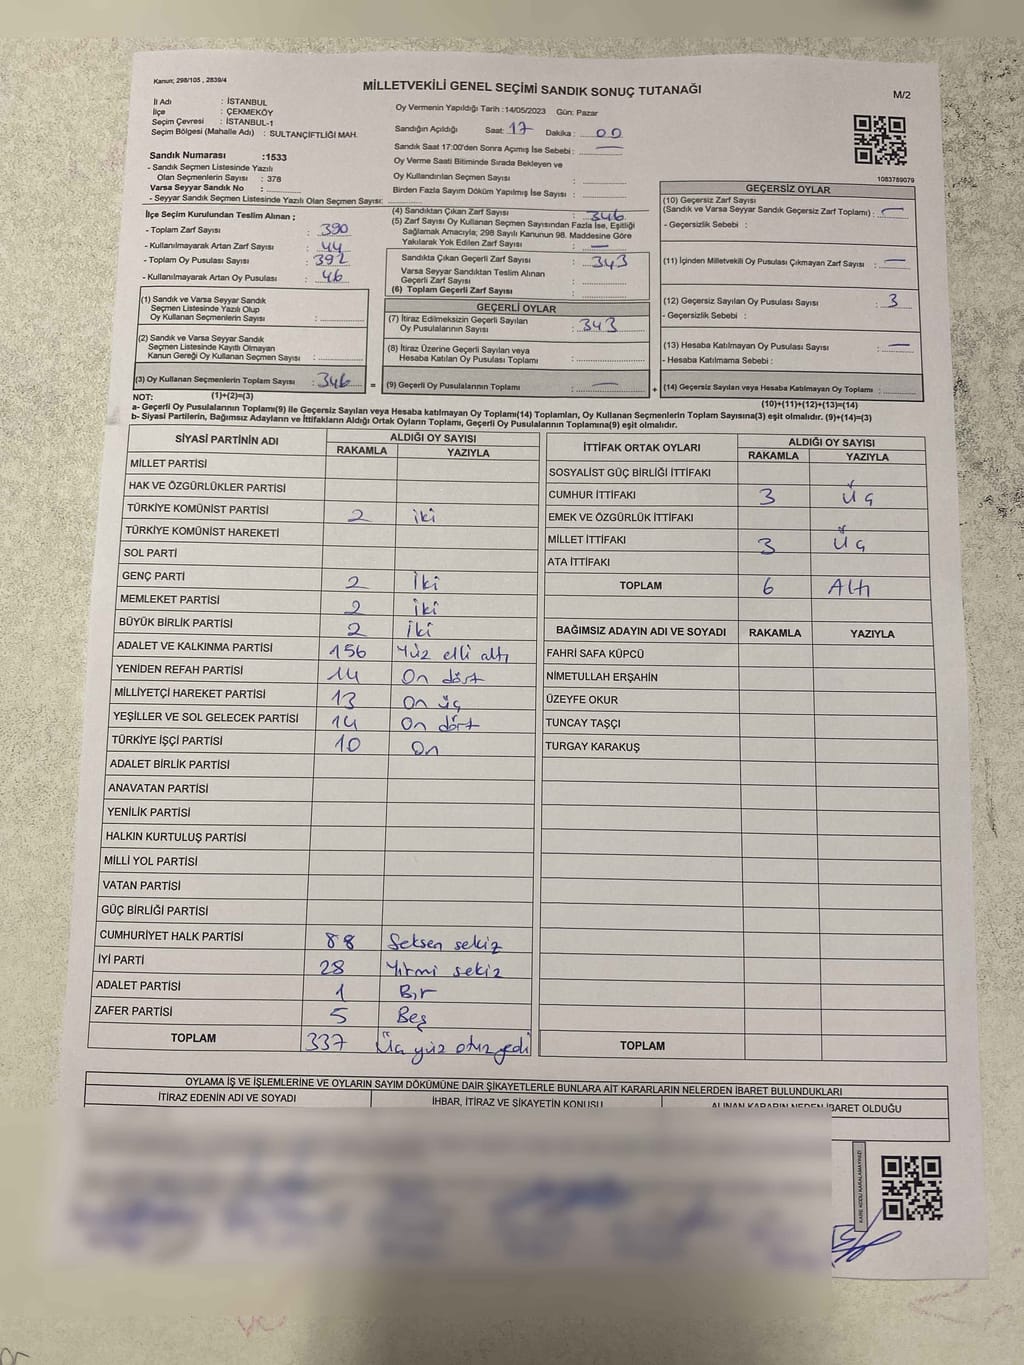 Kanun; 298/105 , 2839/4
MİLLETVEKİLİ GENEL SEÇİMİ SANDIK SONUÇ TUTANAĞI
M/2
İl Adı : İSTANBUL
İlçe : ÇEKMEKÖY
Seçim Çevresi : İSTANBUL-1
Seçim Bölgesi (Mahalle Adı) : SULTANÇİFTLİĞİ MAH.
Sandık Numarası :1533
- Sandık Seçmen Listesinde Yazılı
Olan Seçmenlerin Sayısı : 378
Varsa Seyyar Sandık No :
- Seyyar Sandık Seçmen Listesinde Yazılı Olan Seçmen Sayısı:
İlçe Seçim Kurulundan Teslim Alınan ;
- Toplam Zarf Sayısı : 390
- Kullanılmayarak Artan Zarf Sayısı : 44
- Toplam Oy Pusulası Sayısı : 392
- Kullanılmayarak Artan Oy Pusulası : 46
(1) Sandık ve Varsa Seyyar Sandık
Seçmen Listesinde Yazılı Olup
Oy Kullanan Seçmenlerin Sayısı :
(2) Sandık ve Varsa Seyyar Sandık
Seçmen Listesinde Kayıtlı Olmayan
Kanun Gereği Oy Kullanan Seçmen Sayısı :
(3) Oy Kullanan Seçmenlerin Toplam Sayısı : 346 =
Oy Vermenin Yapıldığı Tarih :14/05/2023 Gün: Pazar
Sandığın Açıldığı Saat: 17 Dakika : 00
Sandık Saat 17:00'den Sonra Açımış İse Sebebi : —
Oy Verme Saati Bitiminde Sırada Bekleyen ve
Oy Kullandırılan Seçmen Sayısı :
Birden Fazla Sayım Döküm Yapılmış İse Sayısı :
(4) Sandıktan Çıkan Zarf Sayısı : 346
(5) Zarf Sayısı Oy Kullanan Seçmen Sayısından Fazla İse, Eşitliği
Sağlamak Amacıyla; 298 Sayılı Kanunun 98. Maddesine Göre
Yakılarak Yok Edilen Zarf Sayısı : —
Sandıkta Çıkan Geçerli Zarf Sayısı : 343
Varsa Seyyar Sandıktan Teslim Alınan
Geçerli Zarf Sayısı :
(6) Toplam Geçerli Zarf Sayısı :
GEÇERLİ OYLAR
(7) İtiraz Edilmeksizin Geçerli Sayılan
Oy Pusulalarının Sayısı : 343
(8) İtiraz Üzerine Geçerli Sayılan veya
Hesaba Katılan Oy Pusulası Toplamı :
(9) Geçerli Oy Pusulalarının Toplamı : — +
1083789079
GEÇERSİZ OYLAR
(10) Geçersiz Zarf Sayısı
(Sandık ve Varsa Seyyar Sandık Geçersiz Zarf Toplamı) : —
- Geçersizlik Sebebi :
(11) İçinden Milletvekili Oy Pusulası Çıkmayan Zarf Sayısı : —
(12) Geçersiz Sayılan Oy Pusulası Sayısı : 3
- Geçersizlik Sebebi :
(13) Hesaba Katılmayan Oy Pusulası Sayısı : —
- Hesaba Katılmama Sebebi :
(14) Geçersiz Sayılan veya Hesaba Katılmayan Oy Toplamı :
NOT: (1)+(2)=(3) (10)+(11)+(12)+(13)=(14)
a- Geçerli Oy Pusulalarının Toplamı(9) ile Geçersiz Sayılan veya Hesaba katılmayan Oy Toplamı(14) Toplamları, Oy Kullanan Seçmenlerin Toplam Sayısına(3) eşit olmalıdır. (9)+(14)=(3)
b- Siyasi Partilerin, Bağımsız Adayların ve İttifakların Aldığı Ortak Oyların Toplamı, Geçerli Oy Pusulalarının Toplamına(9) eşit olmalıdır.
SİYASİ PARTİNİN ADI ALDIĞI OY SAYISI
RAKAMLA YAZIYLA
MİLLET PARTİSİ
HAK VE ÖZGÜRLÜKLER PARTİSİ
TÜRKİYE KOMÜNİST PARTİSİ 2 iki
TÜRKİYE KOMÜNİST HAREKETİ
SOL PARTİ
GENÇ PARTİ 2 İki
MEMLEKET PARTİSİ 2 iki
BÜYÜK BİRLİK PARTİSİ 2 iki
ADALET VE KALKINMA PARTİSİ 156 Yüz elli altı
YENİDEN REFAH PARTİSİ 14 On dört
MİLLİYETÇİ HAREKET PARTİSİ 13 On üç
YEŞİLLER VE SOL GELECEK PARTİSİ 14 On dört
TÜRKİYE İŞÇİ PARTİSİ 10 On
ADALET BİRLİK PARTİSİ
ANAVATAN PARTİSİ
YENİLİK PARTİSİ
HALKIN KURTULUŞ PARTİSİ
MİLLİ YOL PARTİSİ
VATAN PARTİSİ
GÜÇ BİRLİĞİ PARTİSİ
CUMHURİYET HALK PARTİSİ 88 Seksen sekiz
İYİ PARTİ 28 Yirmi sekiz
ADALET PARTİSİ 1 Bir
ZAFER PARTİSİ 5 Beş
TOPLAM 337 Üç yüz otuz yedi
İTTİFAK ORTAK OYLARI ALDIĞI OY SAYISI
RAKAMLA YAZIYLA
SOSYALİST GÜÇ BİRLİĞİ İTTİFAKI
CUMHUR İTTİFAKI 3 Üç
EMEK VE ÖZGÜRLÜK İTTİFAKI
MİLLET İTTİFAKI 3 Üç
ATA İTTİFAKI
TOPLAM 6 Altı
BAĞIMSIZ ADAYIN ADI VE SOYADI RAKAMLA YAZIYLA
FAHRİ SAFA KÜPCÜ
NİMETULLAH ERŞAHİN
ÜZEYFE OKUR
TUNCAY TAŞÇI
TURGAY KARAKUŞ
TOPLAM
OYLAMA İŞ VE İŞLEMLERİNE VE OYLARIN SAYIM DÖKÜMÜNE DAİR ŞİKAYETLERLE BUNLARA AİT KARARLARIN NELERDEN İBARET BULUNDUKLARI
İTİRAZ EDENİN ADI VE SOYADI İHBAR, İTİRAZ VE ŞİKAYETİN KONUSU ALINAN KARARIN NEDEN İBARET OLDUĞU
KARE KODU KARALAMAYINIZ!